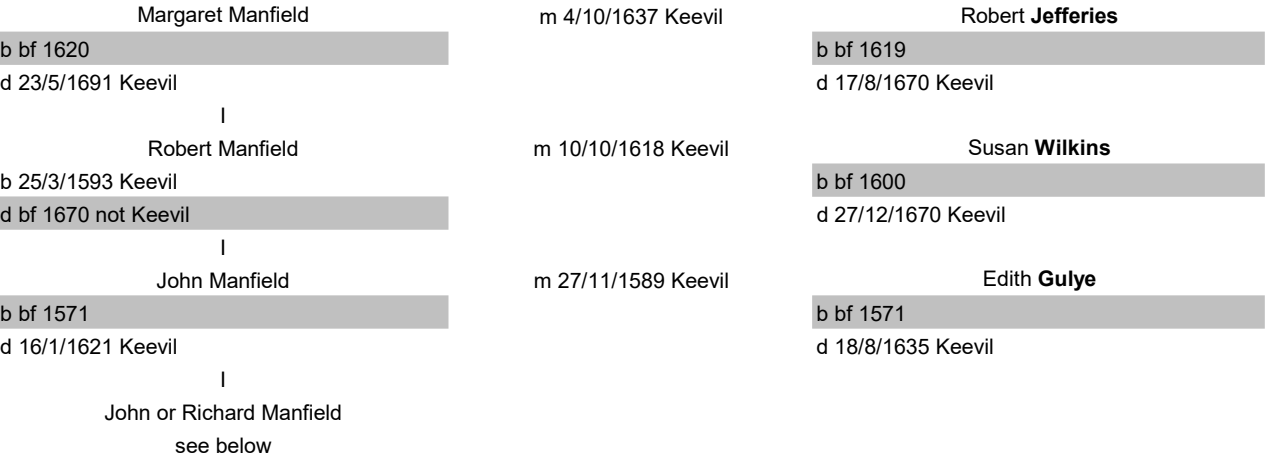 Margaret Manfield m 4/10/1637 Keevil Robert Jefferies
b bf 1620 b bf 1619
d 23/5/1691 Keevil d 17/8/1670 Keevil
I
Robert Manfield m 10/10/1618 Keevil Susan Wilkins
b 25/3/1593 Keevil b bf 1600
d bf 1670 not Keevil d 27/12/1670 Keevil
I
John Manfield m 27/11/1589 Keevil Edith Gulye
b bf 1571 b bf 1571
d 16/1/1621 Keevil d 18/8/1635 Keevil
I
John or Richard Manfield
see below